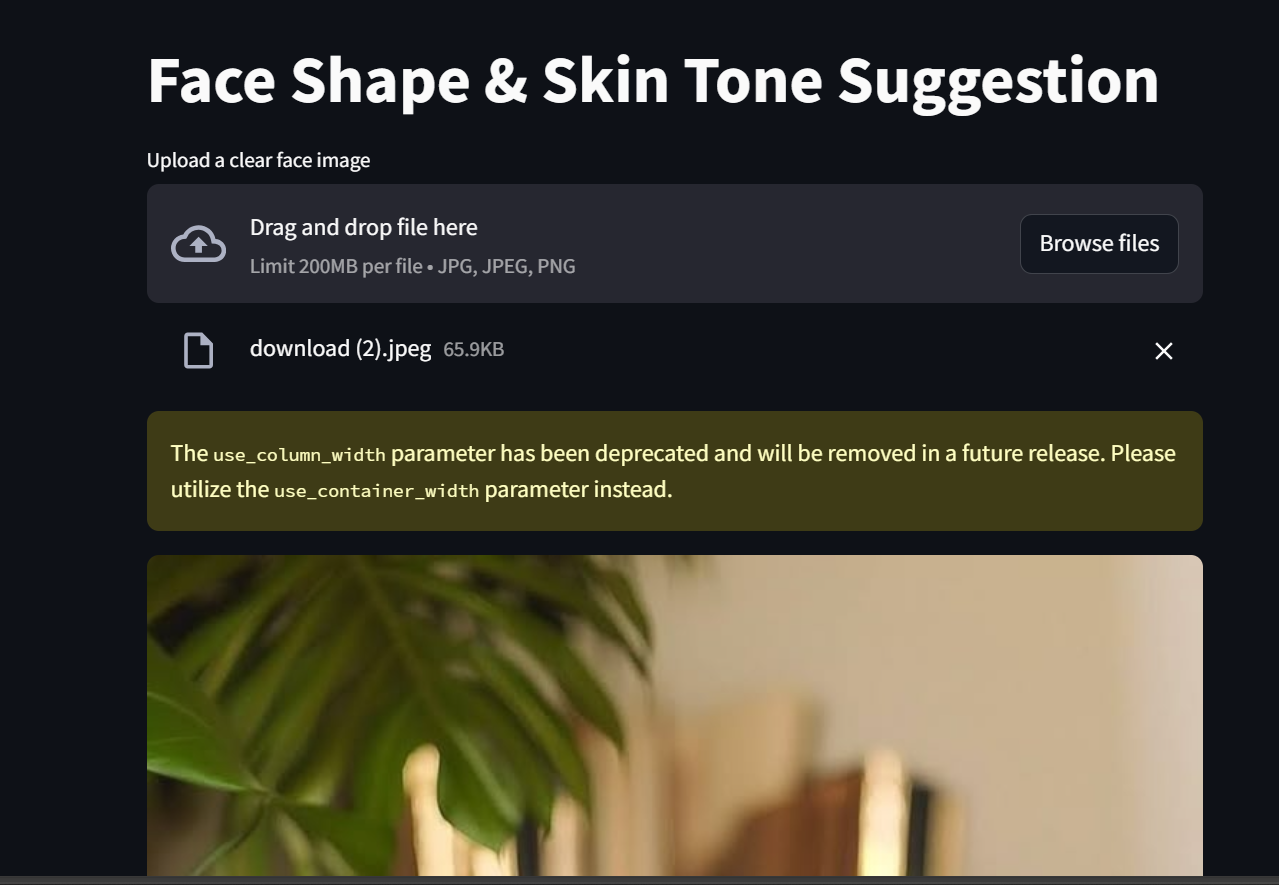 Face Shape & Skin Tone Suggestion
Upload a clear face image
Drag and drop file here
Limit 200MB per file • JPG, JPEG, PNG
Browse files
download (2).jpeg 65.9KB
The use_column_width parameter has been deprecated and will be removed in a future release. Please
utilize the use_container_width parameter instead.